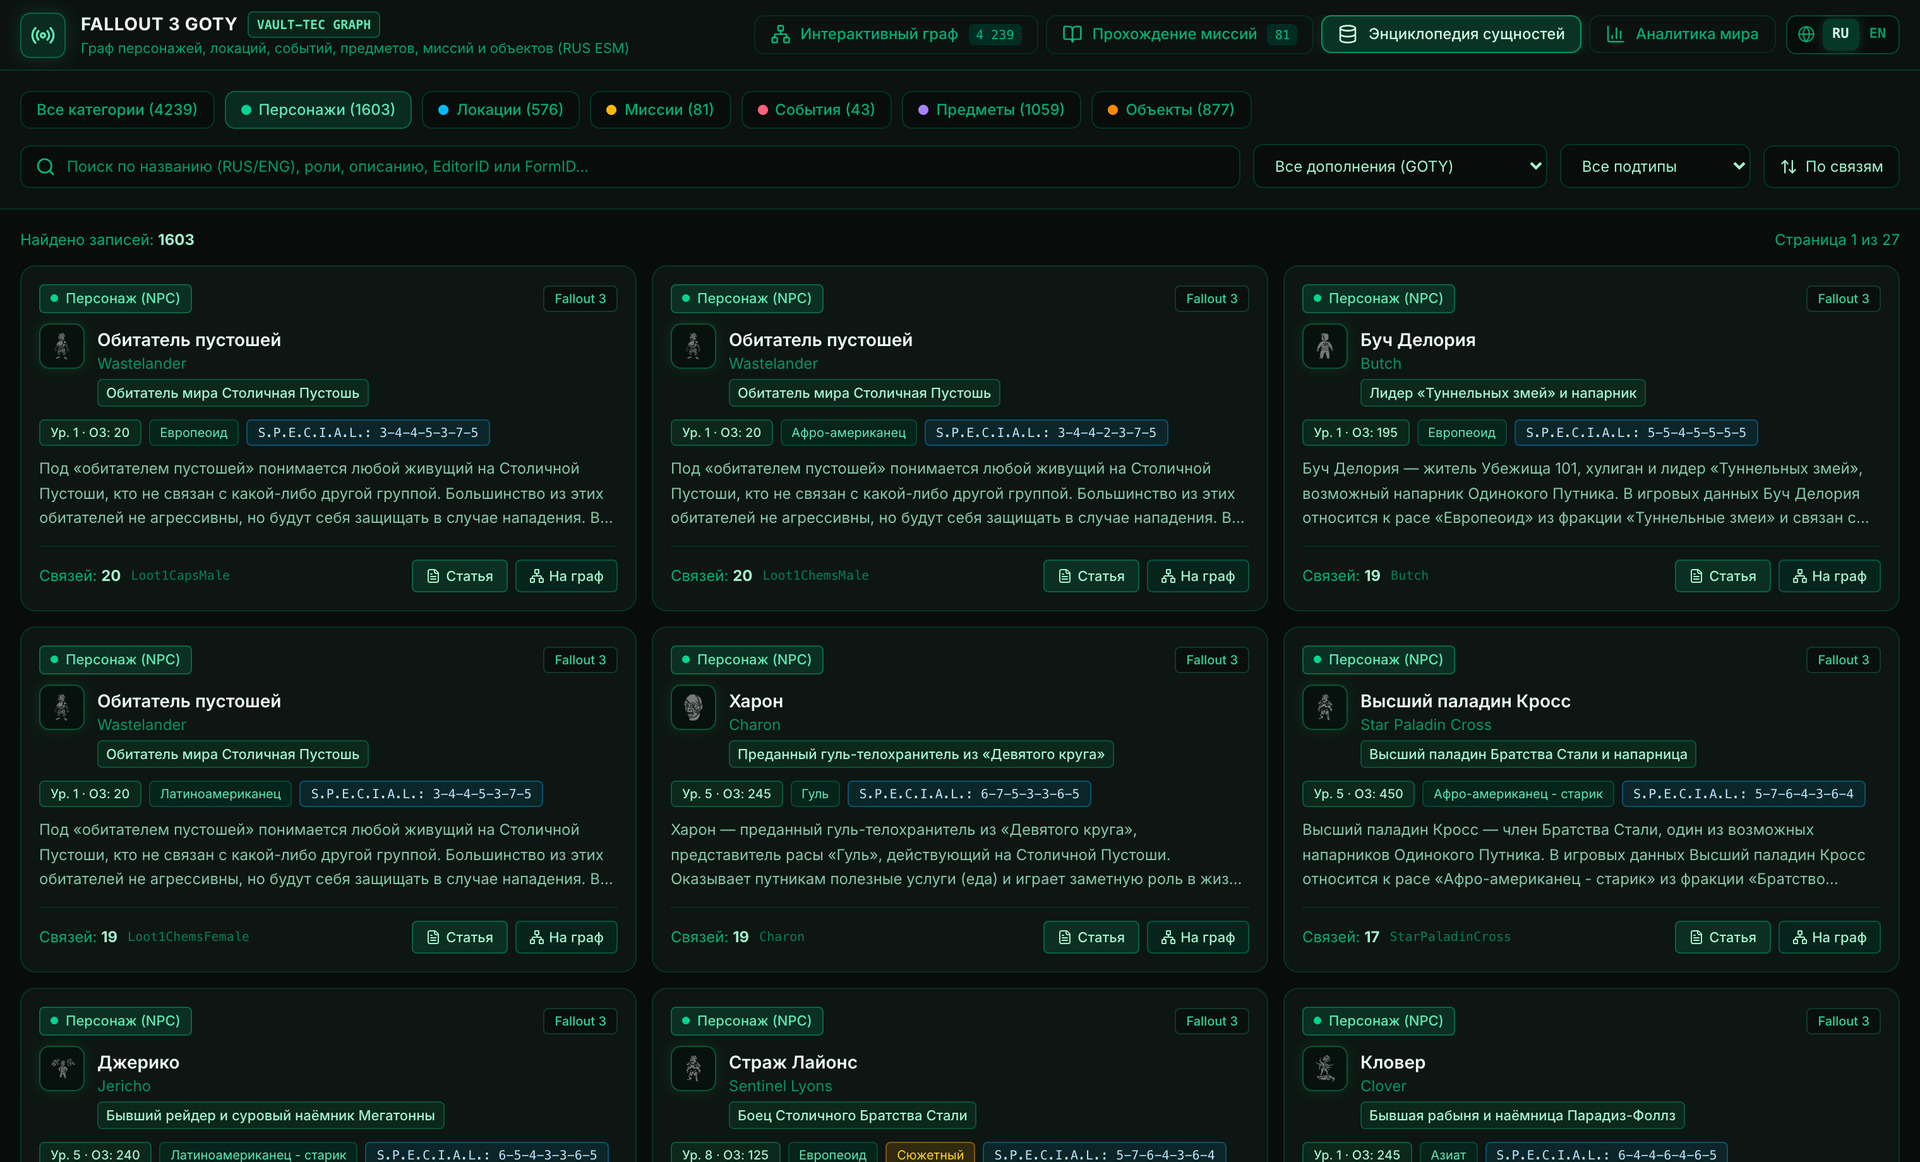 FALLOUT 3 GOTY VAULT-TEC GRAPH
Граф персонажей, локаций, событий, предметов, миссий и объектов (RUS ESM)
Интерактивный граф 4 239
Прохождение миссий 81
Энциклопедия сущностей
Аналитика мира
RU EN
Все категории (4239)
Персонажи (1603)
Локации (576)
Миссии (81)
События (43)
Предметы (1059)
Объекты (877)
Поиск по названию (RUS/ENG), роли, описанию, EditorID или FormID...
Все дополнения (GOTY)
Все подтипы
По связям
Найдено записей: 1603
Страница 1 из 27
Персонаж (NPC) Fallout 3
Обитатель пустошей
Wastelander
Обитатель мира Столичная Пустошь
Ур. 1 · ОЗ: 20 Европеоид S.P.E.C.I.A.L.: 3-4-4-5-3-7-5
Под «обитателем пустошей» понимается любой живущий на Столичной
Пустоши, кто не связан с какой-либо другой группой. Большинство из этих
обитателей не агрессивны, но будут себя защищать в случае нападения. В...
Связей: 20 Loot1CapsMale Статья На граф
Персонаж (NPC) Fallout 3
Обитатель пустошей
Wastelander
Обитатель мира Столичная Пустошь
Ур. 1 · ОЗ: 20 Афро-американец S.P.E.C.I.A.L.: 3-4-4-2-3-7-5
Под «обитателем пустошей» понимается любой живущий на Столичной
Пустоши, кто не связан с какой-либо другой группой. Большинство из этих
обитателей не агрессивны, но будут себя защищать в случае нападения. В...
Связей: 20 Loot1ChemsMale Статья На граф
Персонаж (NPC) Fallout 3
Буч Делория
Butch
Лидер «Туннельных змей» и напарник
Ур. 1 · ОЗ: 195 Европеоид S.P.E.C.I.A.L.: 5-5-4-5-5-5-5
Буч Делория — житель Убежища 101, хулиган и лидер «Туннельных змей»,
возможный напарник Одинокого Путника. В игровых данных Буч Делория
относится к расе «Европеоид» из фракции «Туннельные змеи» и связан с...
Связей: 19 Butch Статья На граф
Персонаж (NPC) Fallout 3
Обитатель пустошей
Wastelander
Обитатель мира Столичная Пустошь
Ур. 1 · ОЗ: 20 Латиноамериканец S.P.E.C.I.A.L.: 3-4-4-5-3-7-5
Под «обитателем пустошей» понимается любой живущий на Столичной
Пустоши, кто не связан с какой-либо другой группой. Большинство из этих
обитателей не агрессивны, но будут себя защищать в случае нападения. В...
Связей: 19 Loot1ChemsFemale Статья На граф
Персонаж (NPC) Fallout 3
Харон
Charon
Преданный гуль-телохранитель из «Девятого круга»
Ур. 5 · ОЗ: 245 Гуль S.P.E.C.I.A.L.: 6-7-5-3-3-6-5
Харон — преданный гуль-телохранитель из «Девятого круга»,
представитель расы «Гуль», действующий на Столичной Пустоши.
Оказывает путникам полезные услуги (еда) и играет заметную роль в жиз...
Связей: 19 Charon Статья На граф
Персонаж (NPC) Fallout 3
Высший паладин Кросс
Star Paladin Cross
Высший паладин Братства Стали и напарница
Ур. 5 · ОЗ: 450 Афро-американец - старик S.P.E.C.I.A.L.: 5-7-6-4-3-6-4
Высший паладин Кросс — член Братства Стали, один из возможных
напарников Одинокого Путника. В игровых данных Высший паладин Кросс
относится к расе «Афро-американец - старик» из фракции «Братство...
Связей: 17 StarPaladinCross Статья На граф
Персонаж (NPC) Fallout 3
Джерико
Jericho
Бывший рейдер и суровый наёмник Мегатонны
Ур. 5 · ОЗ: 240 Латиноамериканец - старик S.P.E.C.I.A.L.: 6-5-4-3-3-6-5
Персонаж (NPC) Fallout 3
Страж Лайонс
Sentinel Lyons
Боец Столичного Братства Стали
Ур. 8 · ОЗ: 125 Европеоид Сюжетный S.P.E.C.I.A.L.: 5-7-6-4-3-6-4
Персонаж (NPC) Fallout 3
Кловер
Clover
Бывшая рабыня и наёмница Парадиз-Фоллз
Ур. 1 · ОЗ: 245 Азиат S.P.E.C.I.A.L.: 6-4-4-6-4-6-5